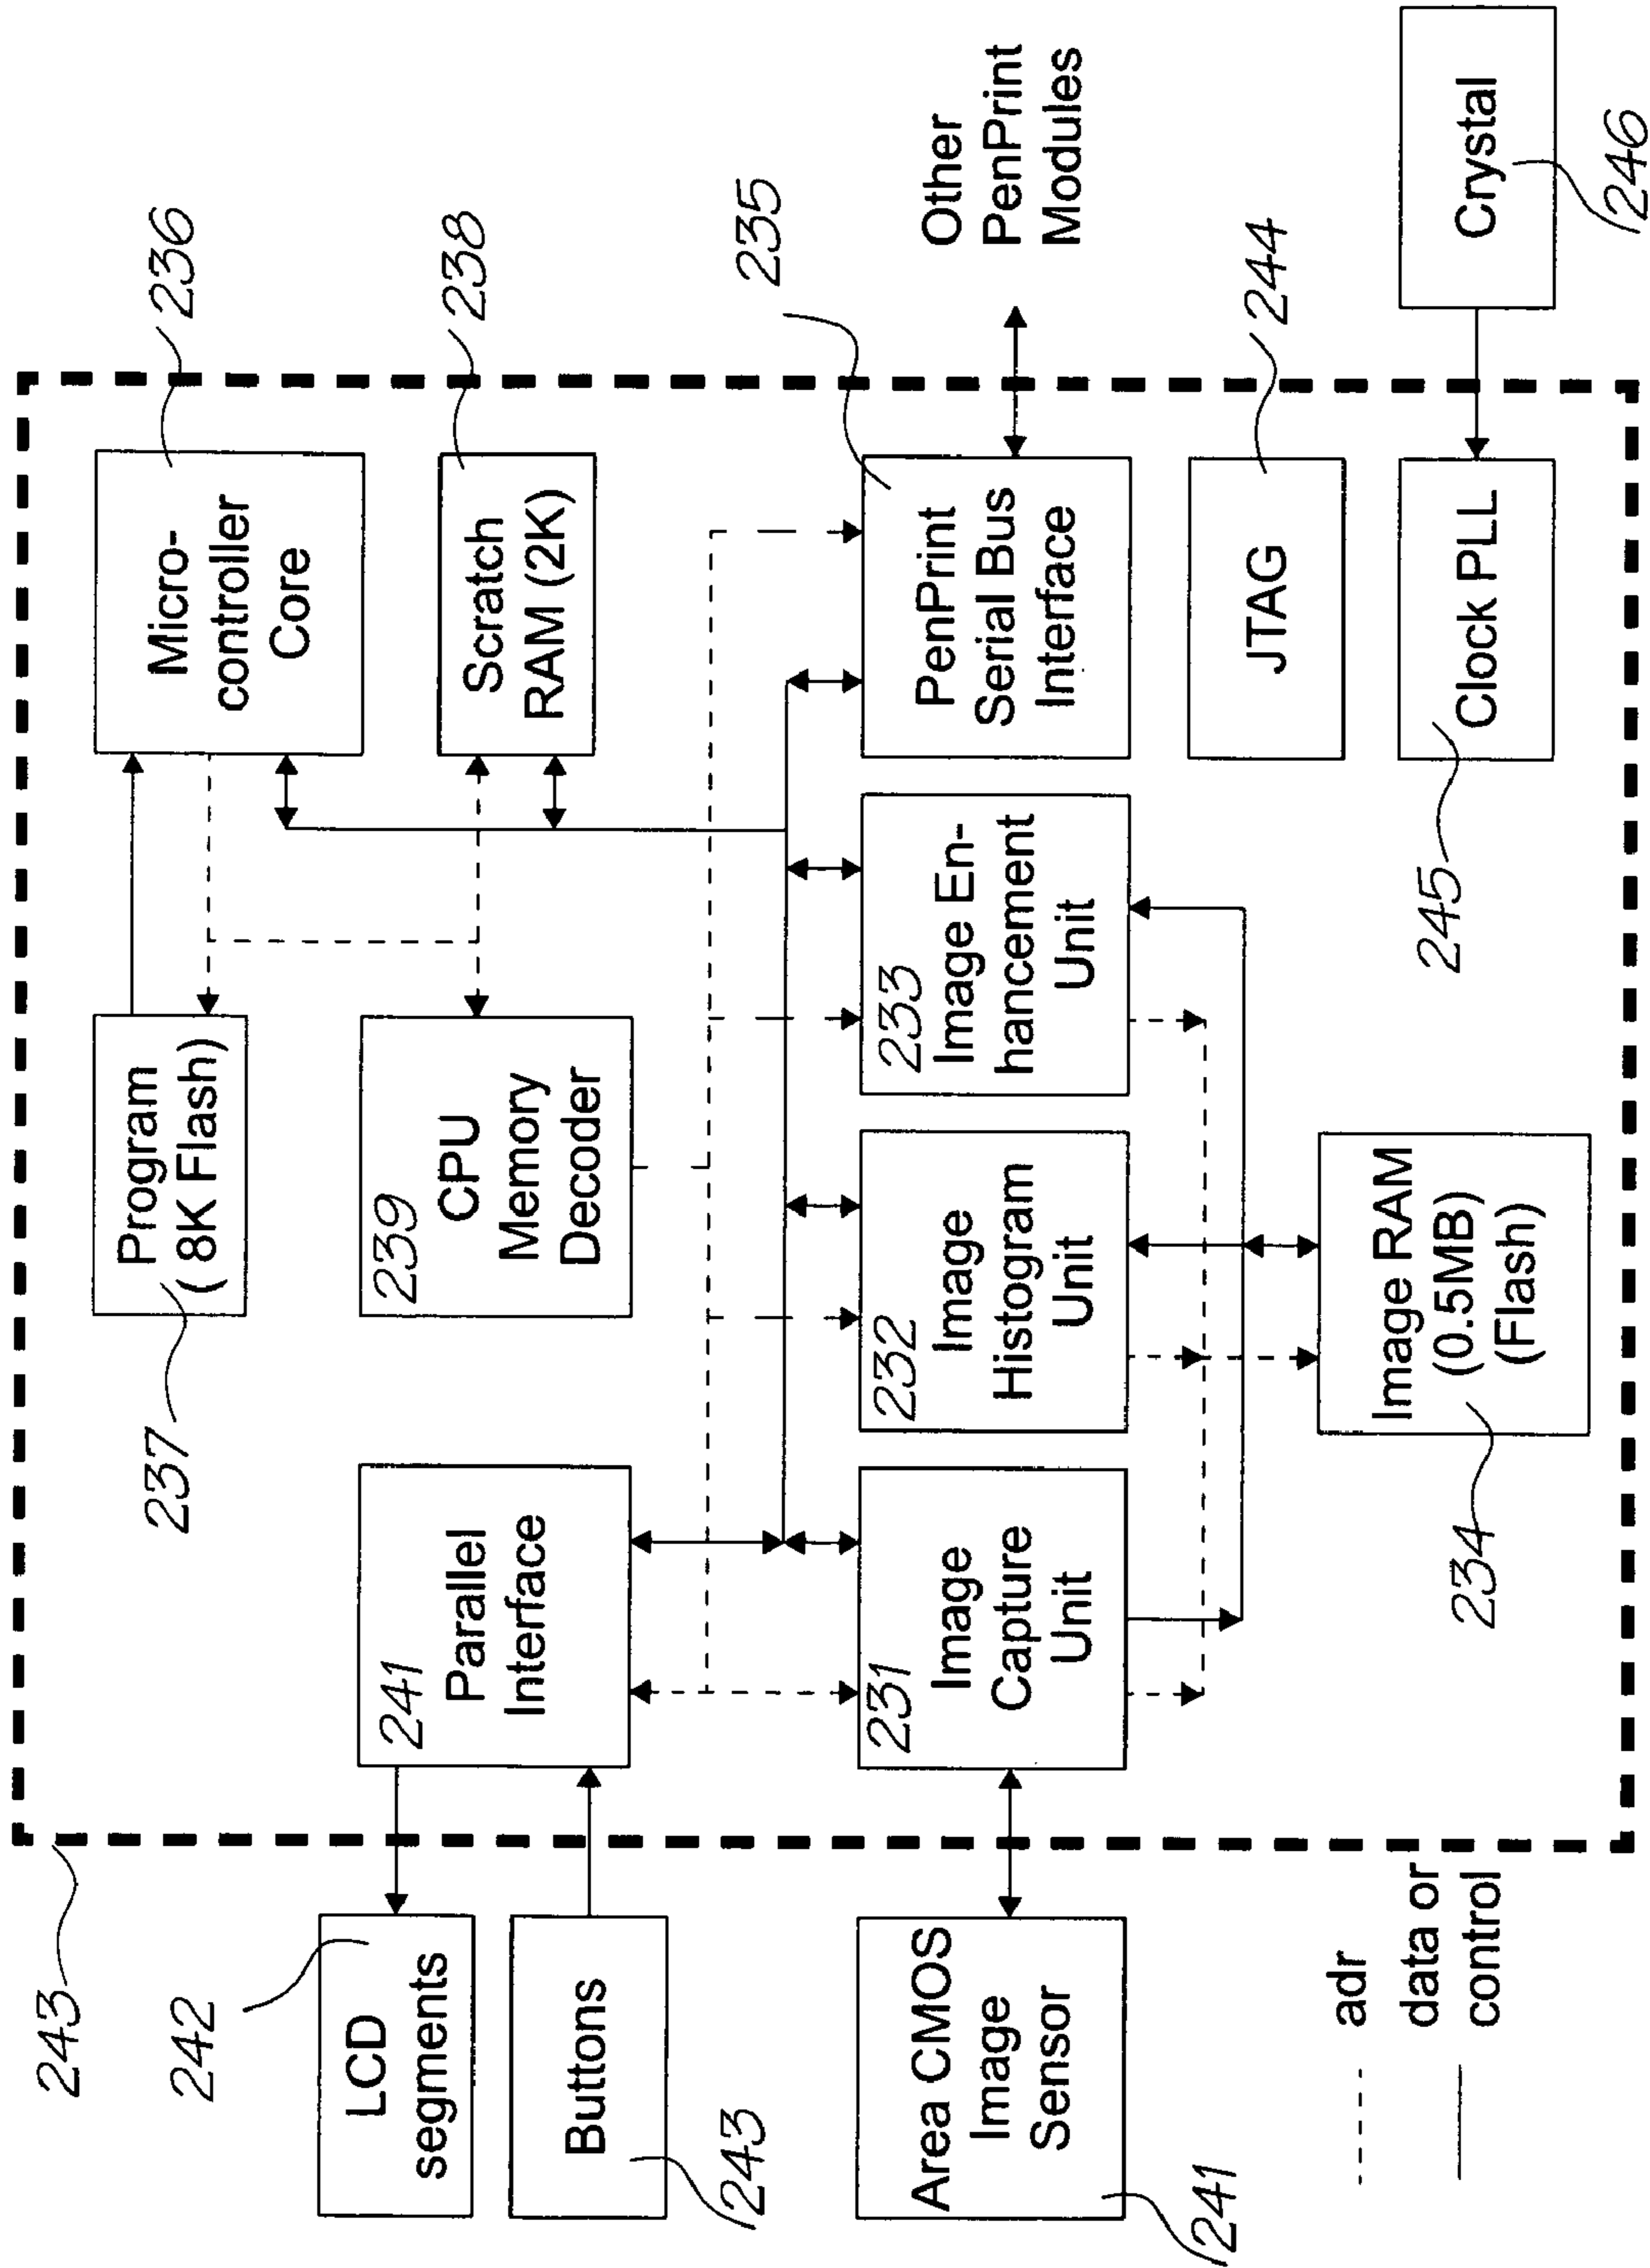 243
242
LCD
segments
Buttons
243
Area CMOS
Image
Sensor
241
adr
data or
control
241
Parallel
Interface
231
Image
Capture
Unit
237
Program
( 8K Flash)
239
CPU
Memory
Decoder
232
Image
Histogram
Unit
233
Image En-
hancement
Unit
Image RAM
(0.5MB)
(Flash)
234
Micro-
controller
Core
236
Scratch
RAM (2K)
238
PenPrint
Serial Bus
Interface
235
Other
PenPrint
Modules
JTAG
244
Clock PLL
245
Crystal
246